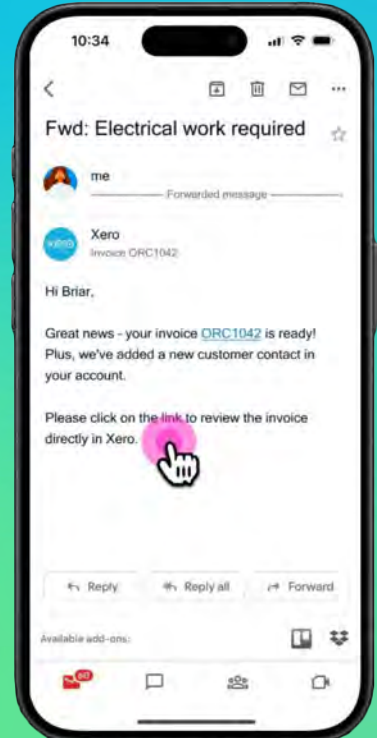 10:34
Fwd: Electrical work required
me
Forwarded message
xero
Xero
Invoice ORC1042
Hi Briar,
Great news - your invoice ORC1042 is ready!
Plus, we've added a new customer contact in
your account.
Please click on the link to review the invoice
directly in Xero.
Reply
Reply all
Forward
Available add-ons: